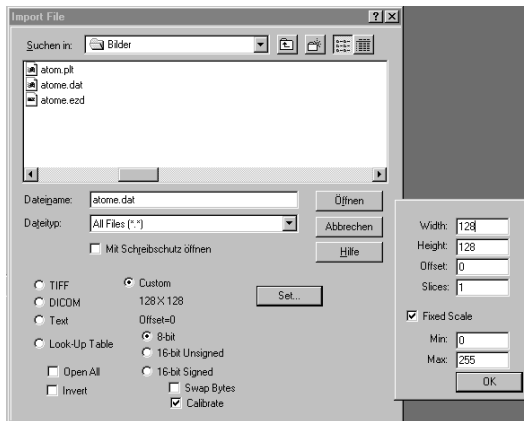 Import File
Suchen in: Bilder
atom.plt
atome.dat
atome.ezd
Dateiname: atome.dat Öffnen
Dateityp: All Files (*.*) Abbrechen
Mit Schreibschutz öffnen Hilfe
TIFF Custom
DICOM 128 X 128 Set...
Text Offset=0
Look-Up Table 8-bit
16-bit Unsigned
Open All 16-bit Signed
Invert Swap Bytes
Calibrate
Width: 128
Height: 128
Offset: 0
Slices: 1
Fixed Scale
Min: 0
Max: 255
OK